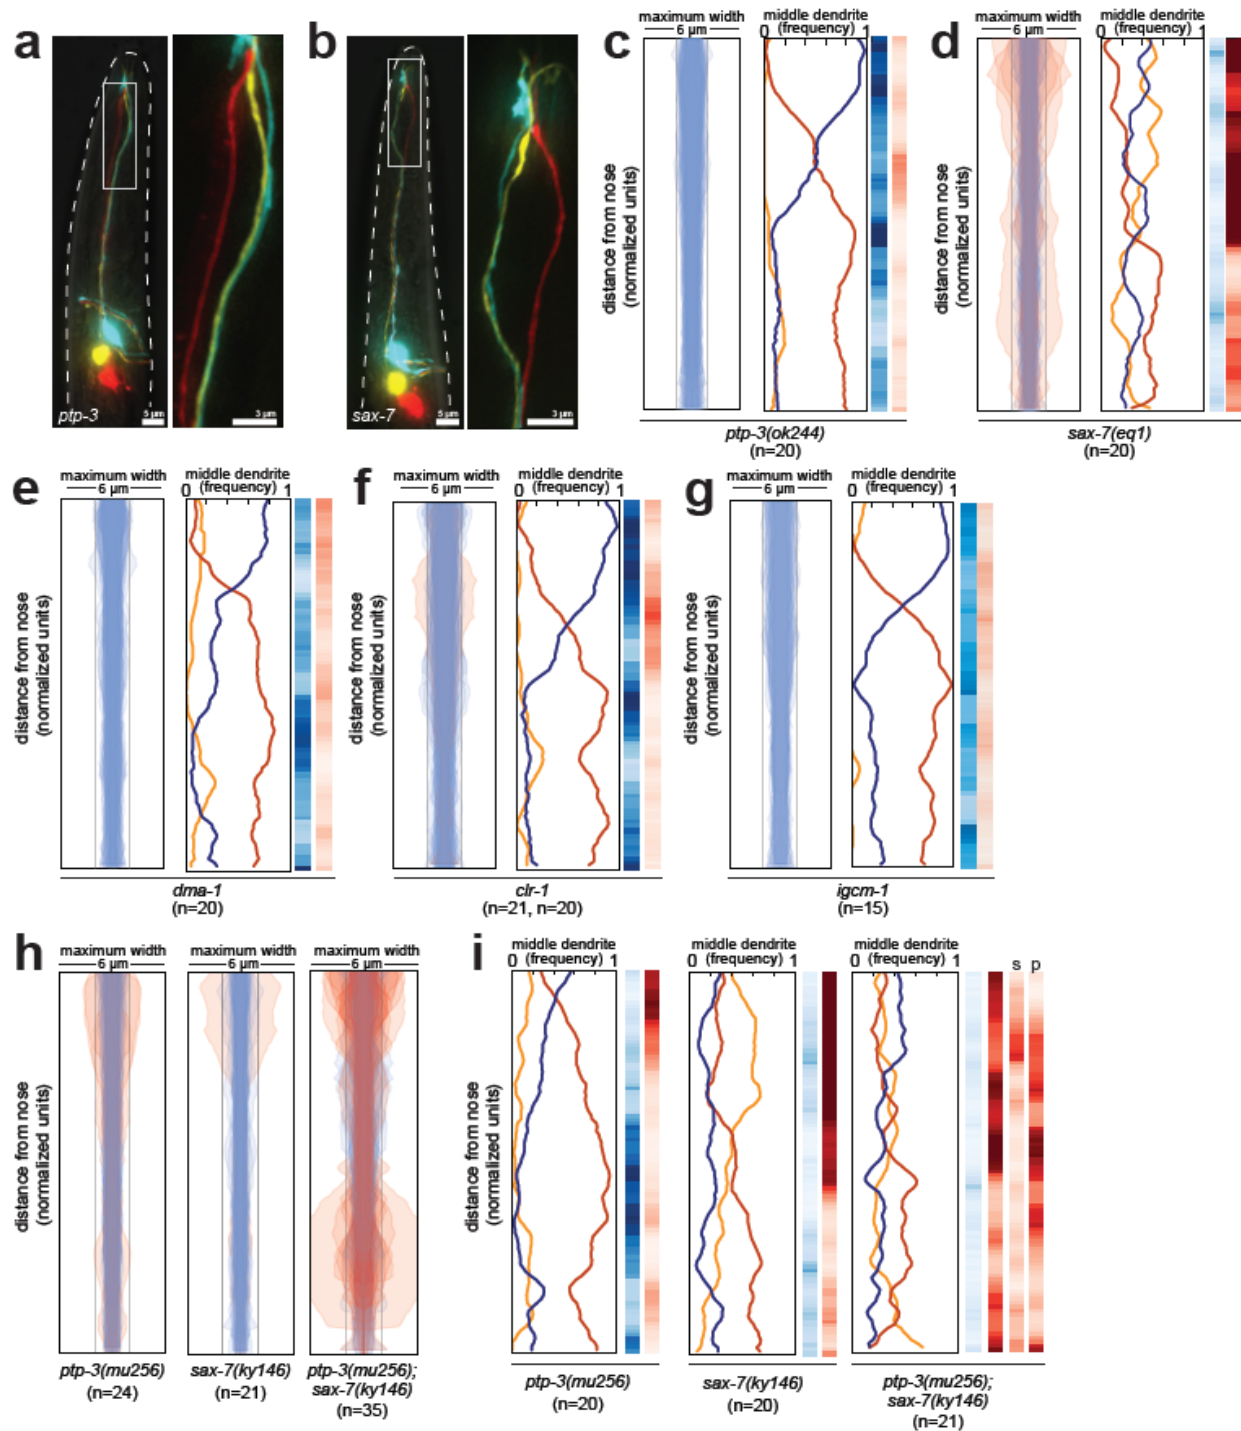 a
b
c
d
ptp-3
5 µm
3 µm
sax-7
5 µm
3 µm
maximum width
6 µm
middle dendrite
0 (frequency) 1
distance from nose
(normalized units)
ptp-3(ok244)
(n=20)
maximum width
6 µm
middle dendrite
0 (frequency) 1
distance from nose
(normalized units)
sax-7(eq1)
(n=20)
e
maximum width
6 µm
middle dendrite
0 (frequency) 1
distance from nose
(normalized units)
dma-1
(n=20)
f
maximum width
6 µm
middle dendrite
0 (frequency) 1
distance from nose
(normalized units)
clr-1
(n=21, n=20)
g
maximum width
6 µm
middle dendrite
0 (frequency) 1
distance from nose
(normalized units)
igcm-1
(n=15)
h
maximum width
6 µm
maximum width
6 µm
maximum width
6 µm
distance from nose
(normalized units)
ptp-3(mu256)
(n=24)
sax-7(ky146)
(n=21)
ptp-3(mu256);
sax-7(ky146)
(n=35)
i
middle dendrite
0 (frequency) 1
middle dendrite
0 (frequency) 1
middle dendrite
0 (frequency) 1
s p
distance from nose
(normalized units)
ptp-3(mu256)
(n=20)
sax-7(ky146)
(n=20)
ptp-3(mu256);
sax-7(ky146)
(n=21)